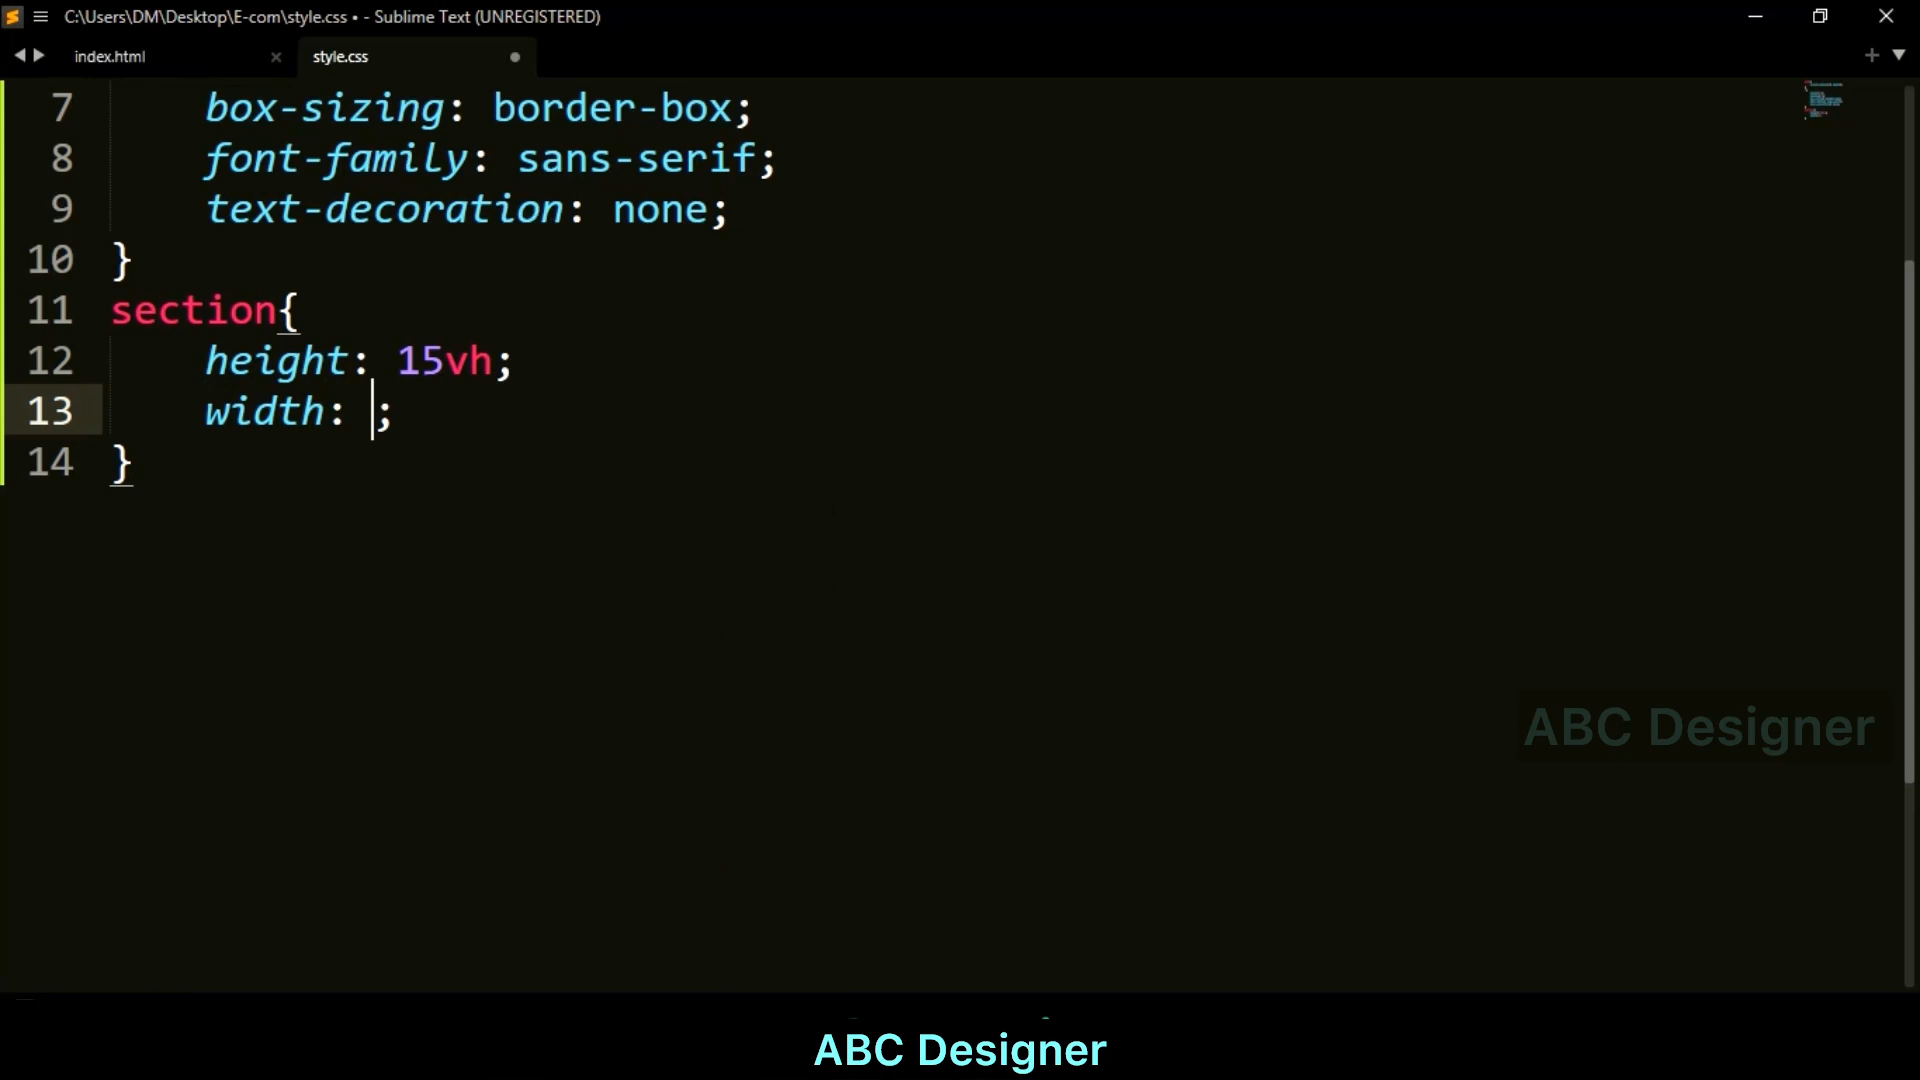 C:\Users\DM\Desktop\E-com\style.css • - Sublime Text (UNREGISTERED)
index.html
style.css
7 box-sizing: border-box;
8 font-family: sans-serif;
9 text-decoration: none;
10 }
11 section{
12 height: 15vh;
13 width: ;
14 }
ABC Designer
ABC Designer